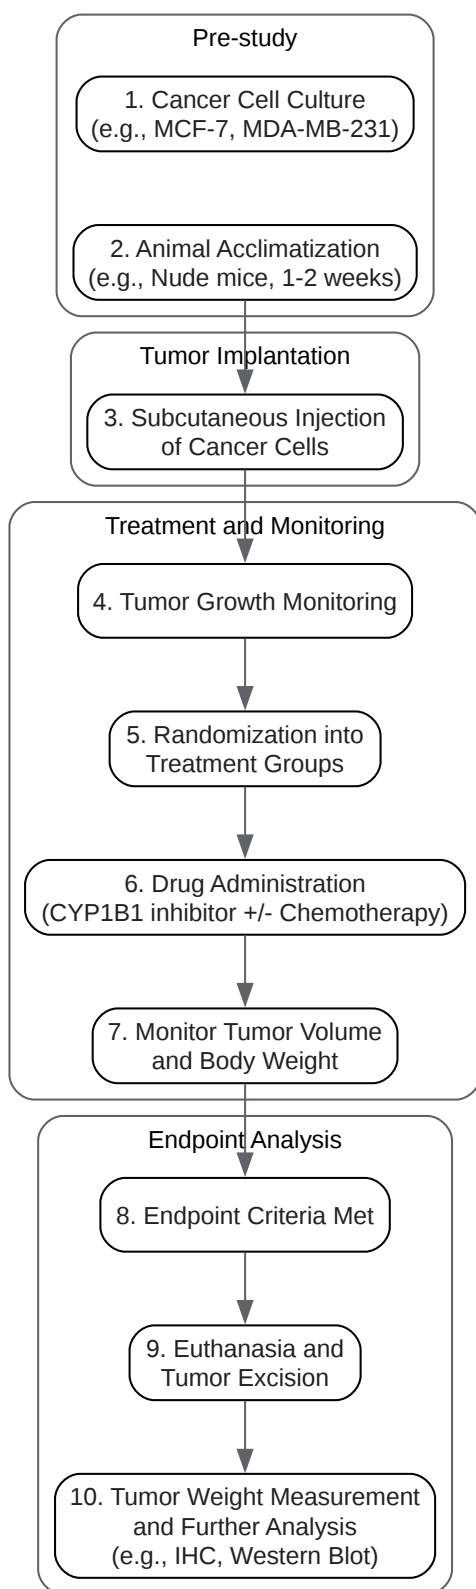 Pre-study
1. Cancer Cell Culture
(e.g., MCF-7, MDA-MB-231)
2. Animal Acclimatization
(e.g., Nude mice, 1-2 weeks)
Tumor Implantation
3. Subcutaneous Injection
of Cancer Cells
Treatment and Monitoring
4. Tumor Growth Monitoring
5. Randomization into
Treatment Groups
6. Drug Administration
(CYP1B1 inhibitor +/- Chemotherapy)
7. Monitor Tumor Volume
and Body Weight
Endpoint Analysis
8. Endpoint Criteria Met
9. Euthanasia and
Tumor Excision
10. Tumor Weight Measurement
and Further Analysis
(e.g., IHC, Western Blot)